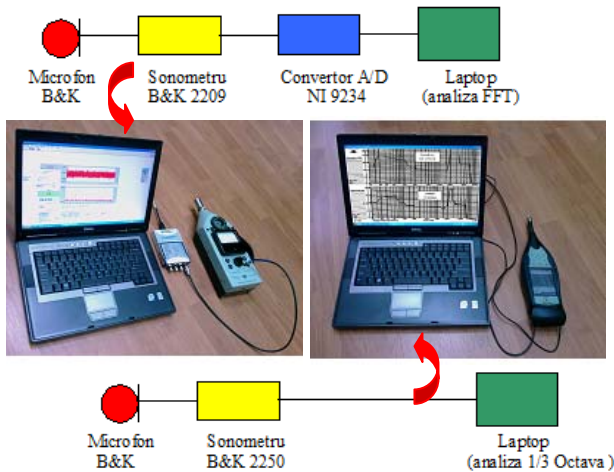 Microfon
B&K
Sonometru
B&K 2209
Convertor A/D
NI 9234
Laptop
(analiza FFT)
Microfon
B&K
Sonometru
B&K 2250
Laptop
(analiza 1/3 Octava )